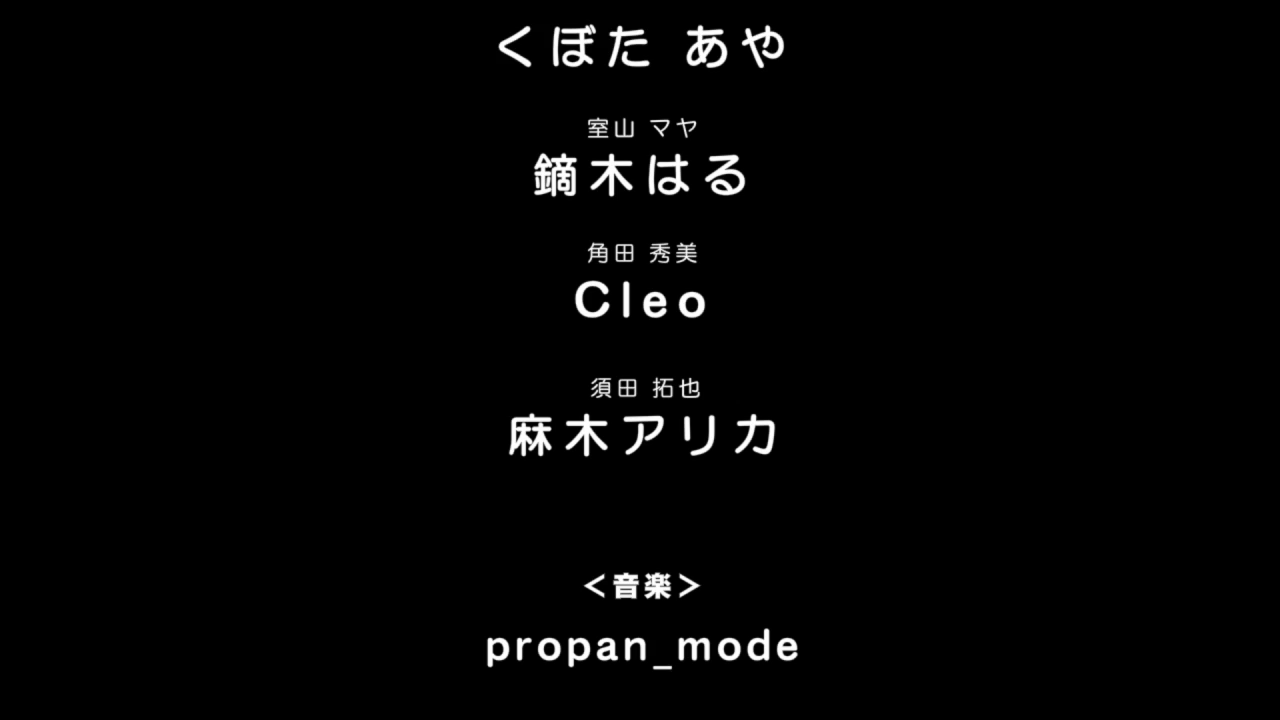 くぼた あや
室山 マヤ
鏑木はる
角田 秀美
Cleo
須田 拓也
麻木アリカ
＜音楽＞
propan_mode